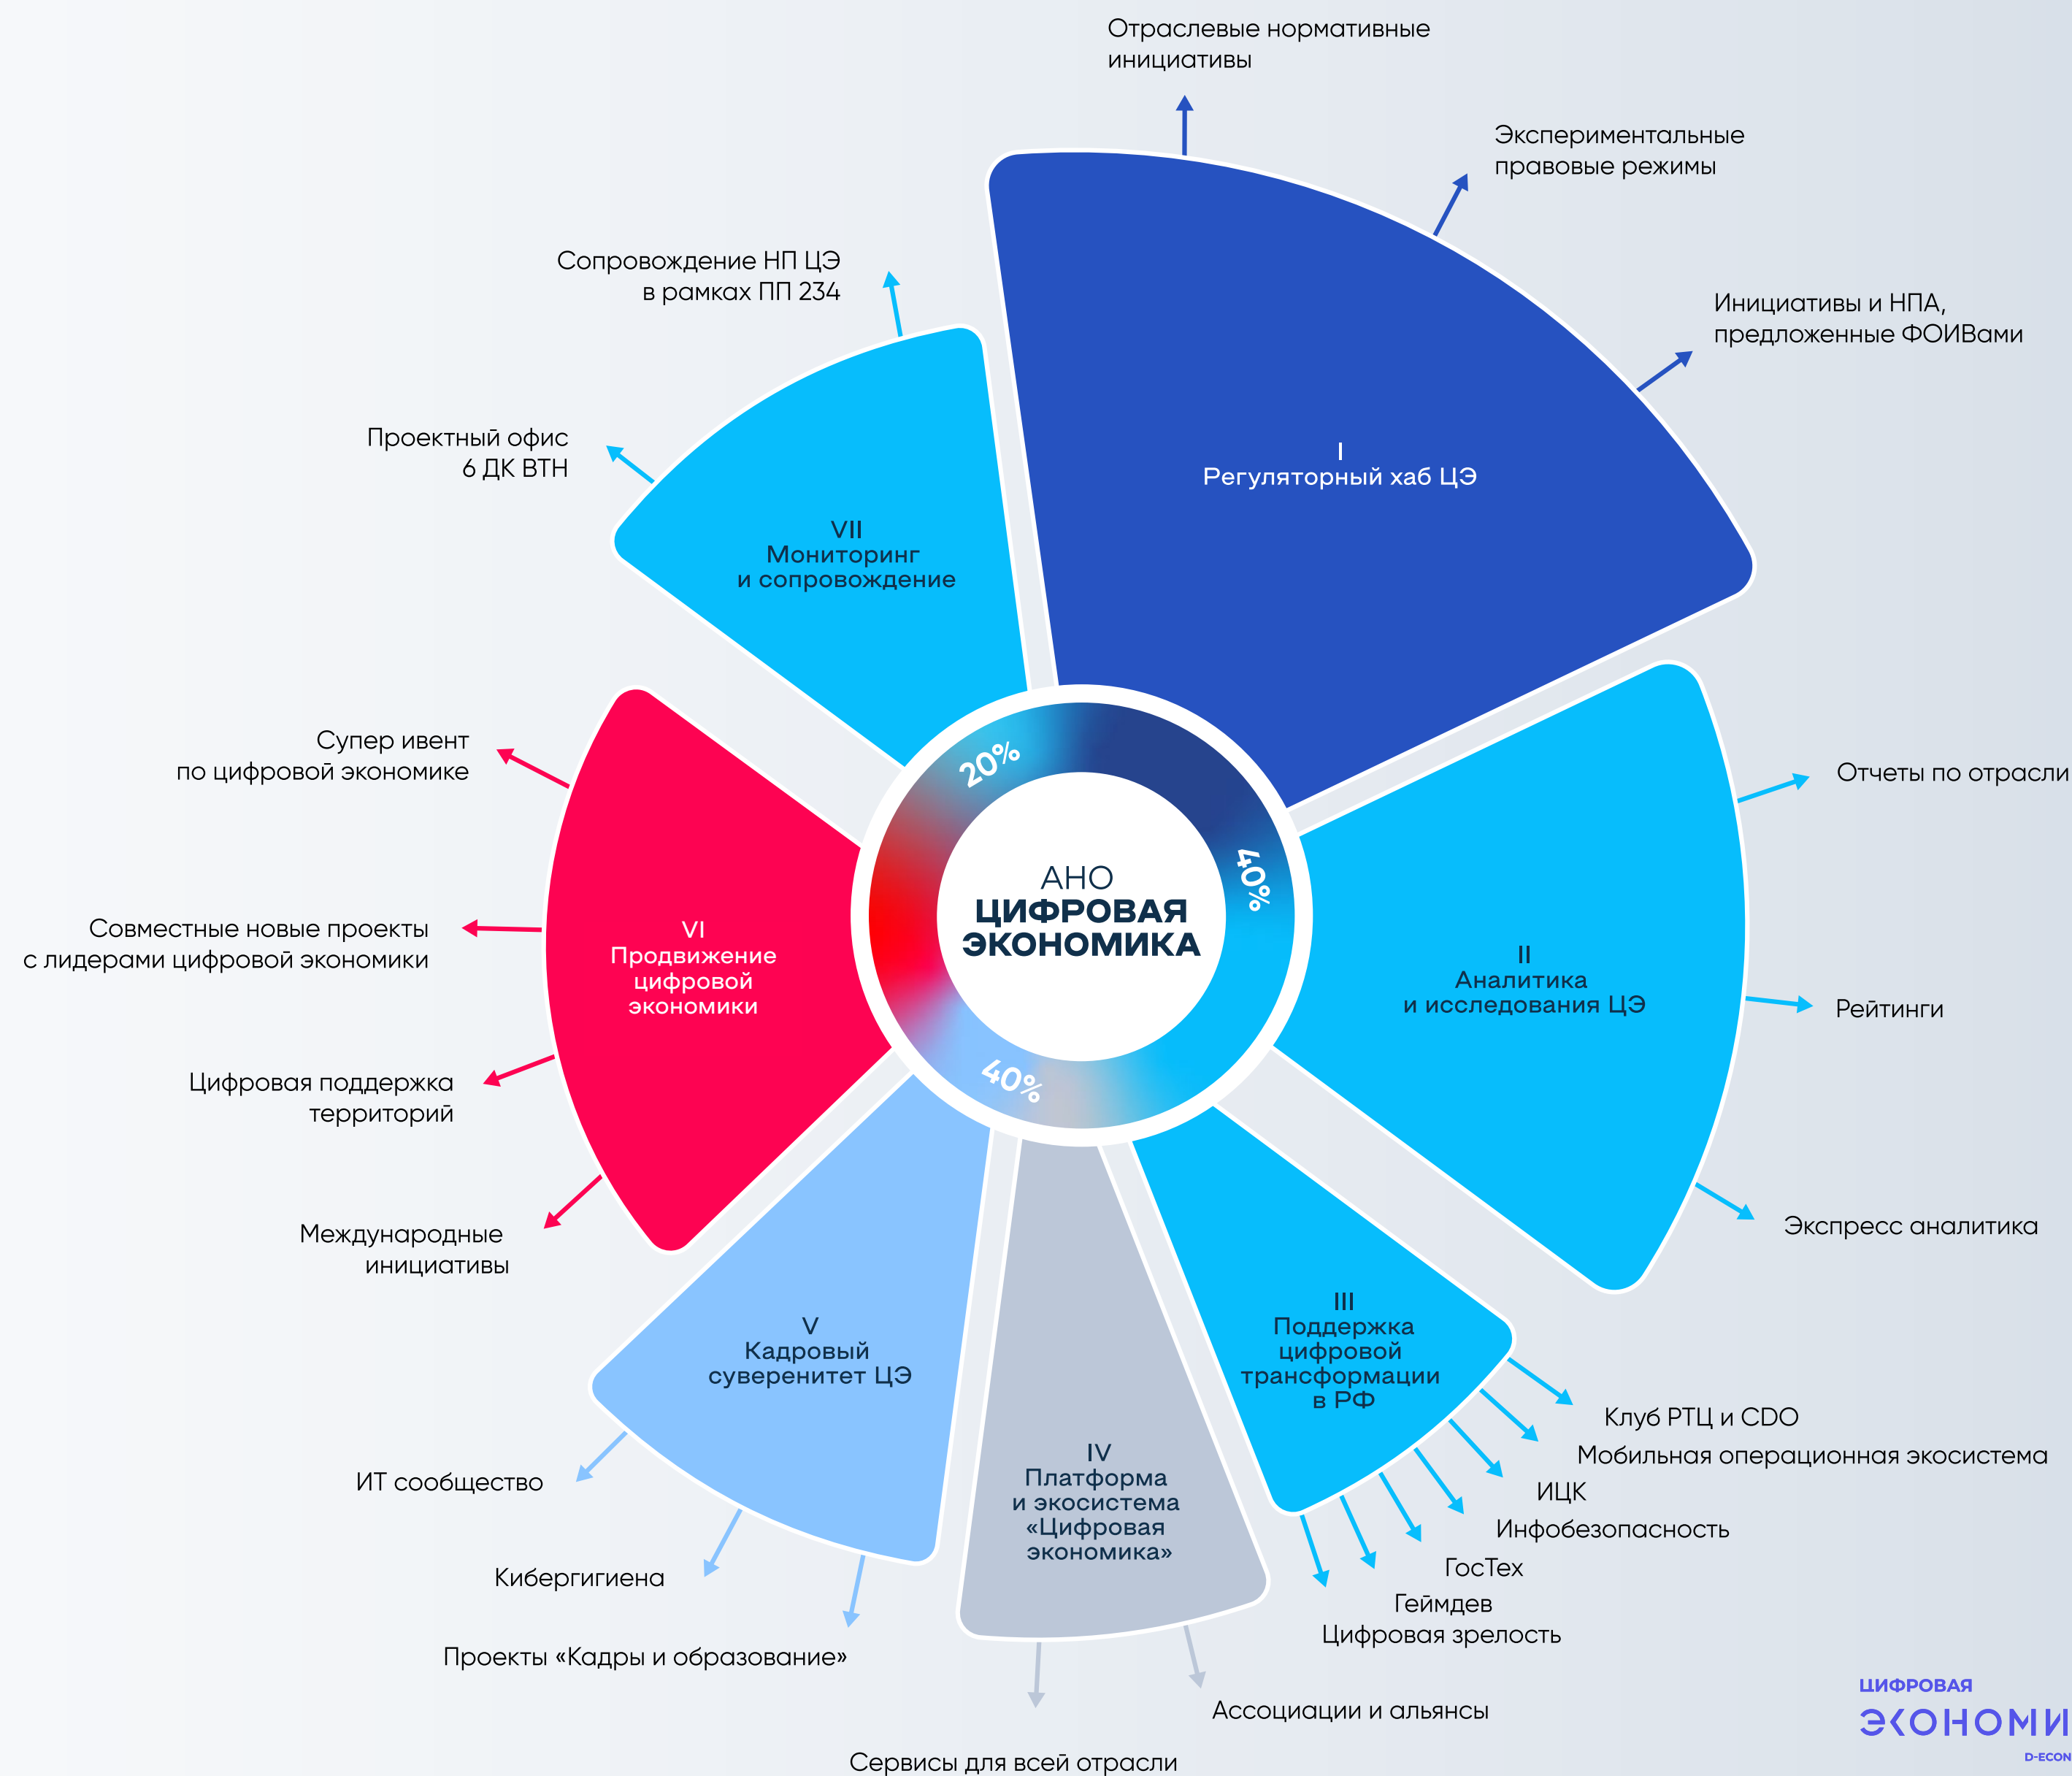 Отраслевые нормативные
инициативы
Экспериментальные
правовые режимы
Инициативы и НПА,
предложенные ФОИВами
I
Регуляторный хаб ЦЭ
Отчеты по отрасли
Рейтинги
Экспресс аналитика
II
Аналитика
и исследования ЦЭ
III
Поддержка
цифровой
трансформации
в РФ
Клуб РТЦ и CDO
Мобильная операционная экосистема
ИЦК
Инфобезопасность
ГосТех
Геймдев
Цифровая зрелость
IV
Платформа
и экосистема
«Цифровая
экономика»
Ассоциации и альянсы
Сервисы для всей отрасли
V
Кадровый
суверенитет ЦЭ
Проекты «Кадры и образование»
Кибергигиена
ИТ сообщество
VI
Продвижение
цифровой
экономики
Международные
инициативы
Цифровая поддержка
территорий
Совместные новые проекты
с лидерами цифровой экономики
Супер ивент
по цифровой экономике
VII
Мониторинг
и сопровождение
Проектный офис
6 ДК ВТН
Сопровождение НП ЦЭ
в рамках ПП 234
20%
40%
40%
АНО
ЦИФРОВАЯ
ЭКОНОМИКА
ЦИФРОВАЯ
ЭКОНОМИ
D-ECON